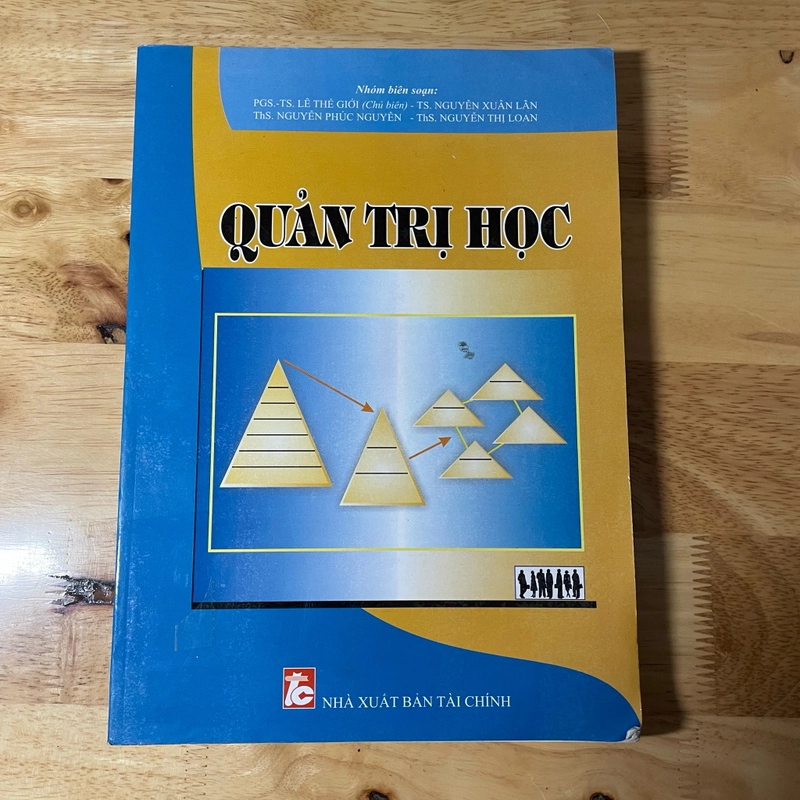 Nhóm biên soạn:
PGS.-TS. LÊ THẾ GIỚI (Chủ biên) - TS. NGUYỄN XUÂN LÃN
ThS. NGUYỄN PHÚC NGUYÊN - ThS. NGUYỄN THỊ LOAN
QUẢN TRỊ HỌC
TC
NHÀ XUẤT BẢN TÀI CHÍNH